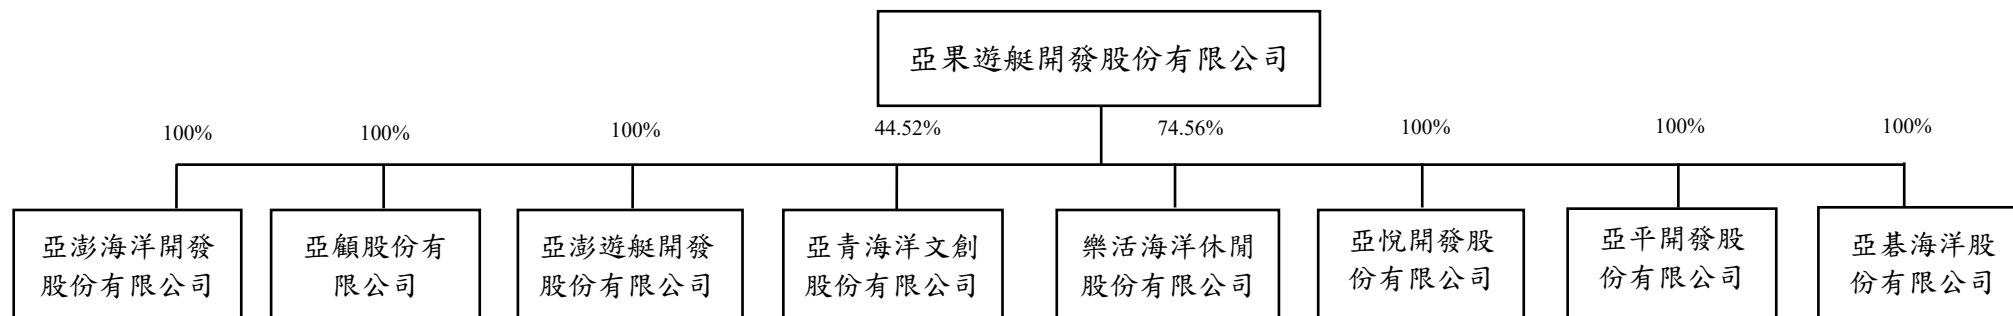 亞果遊艇開發股份有限公司
100%
100%
100%
44.52%
74.56%
100%
100%
100%
亞澎海洋開發
股份有限公司
亞顧股份有
限公司
亞澎遊艇開發
股份有限公司
亞青海洋文創
股份有限公司
樂活海洋休閒
股份有限公司
亞悅開發股
份有限公司
亞平開發股
份有限公司
亞碁海洋股
份有限公司